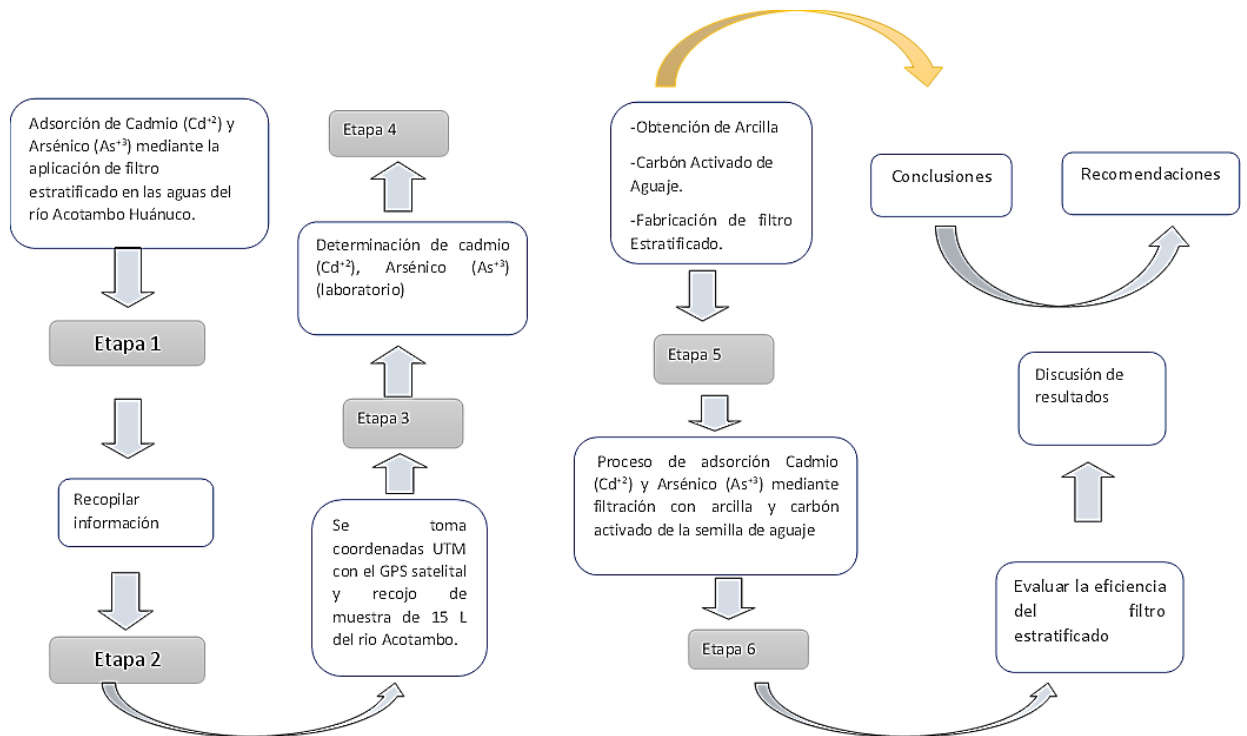 Adsorción de Cadmio (Cd⁺²) y
Arsénico (As⁺³) mediante la
aplicación de filtro
estratificado en las aguas del
río Acotambo Huánuco.
Etapa 1
Recopilar
información
Etapa 2
Se toma
coordenadas UTM
con el GPS satelital
y recojo de
muestra de 15 L
del río Acotambo.
Etapa 3
Determinación de cadmio
(Cd⁺²), Arsénico (As⁺³)
(laboratorio)
Etapa 4
-Obtención de Arcilla
-Carbón Activado de
Aguaje.
-Fabricación de filtro
Estratificado.
Etapa 5
Proceso de adsorción Cadmio
(Cd⁺²) y Arsénico (As⁺³) mediante
filtración con arcilla y carbón
activado de la semilla de aguaje
Etapa 6
Evaluar la eficiencia
del filtro
estratificado
Discusión de
resultados
Conclusiones
Recomendaciones